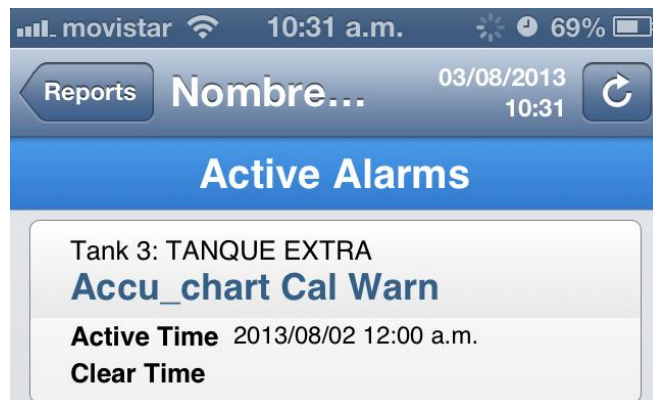 movistar 10:31 a.m. 69%
Reports Nombre... 03/08/2013
10:31
Active Alarms
Tank 3: TANQUE EXTRA
Accu_chart Cal Warn
Active Time 2013/08/02 12:00 a.m.
Clear Time